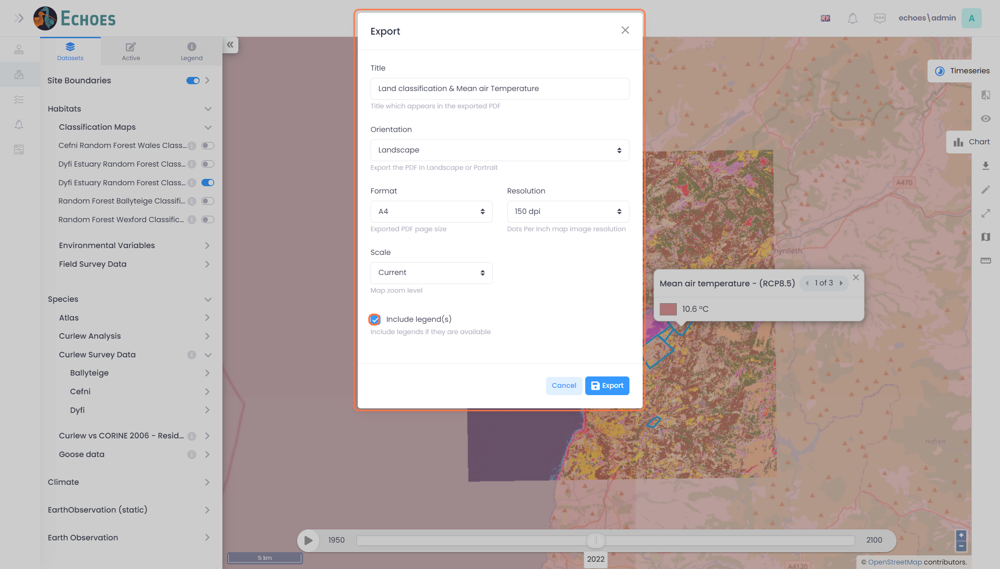 ECHOES
echoes\admin
A
Datasets
Active
Legend
Site Boundaries
Habitats
Classification Maps
Cefni Random Forest Wales Class...
Dyfi Estuary Random Forest Class...
Dyfi Estuary Random Forest Class...
Random Forest Ballyteige Classifi...
Random Forest Wexford Classific...
Environmental Variables
Field Survey Data
Species
Atlas
Curlew Analysis
Curlew Survey Data
Ballyteige
Cefni
Dyfi
Curlew vs CORINE 2006 - Resid...
Goose data
Climate
EarthObservation (static)
Earth Observation
Export
Title
Land classification & Mean air Temperature
Title which appears in the exported PDF
Orientation
Landscape
Export the PDF in Landscape or Portrait
Format
Resolution
A4
150 dpi
Exported PDF page size
Dots Per Inch map image resolution
Scale
Current
Map zoom level
Include legend(s)
Include legends if they are available
Cancel
Export
Timeseries
Chart
A470
hynlleth
Mean air temperature - (RCP8.5)
1 of 3
10.6 °C
Hafren
1950
2100
2022
5 km
+
−
A4120
© OpenStreetMap contributors.